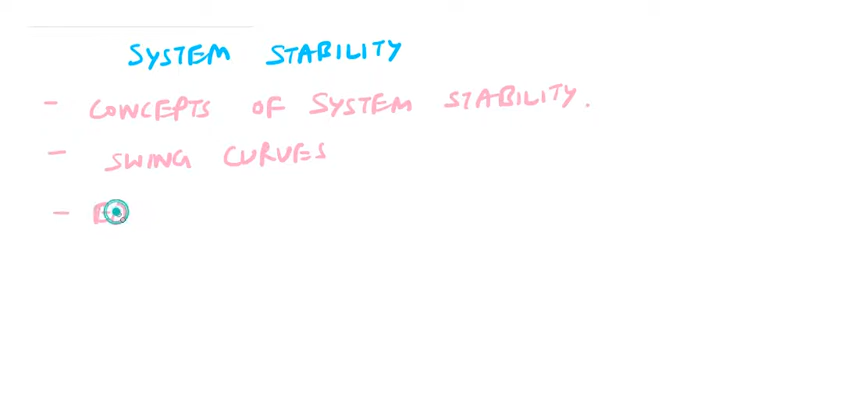 SYSTEM STABILITY
- CONCEPTS OF SYSTEM STABILITY.
- SWING CURVES
-